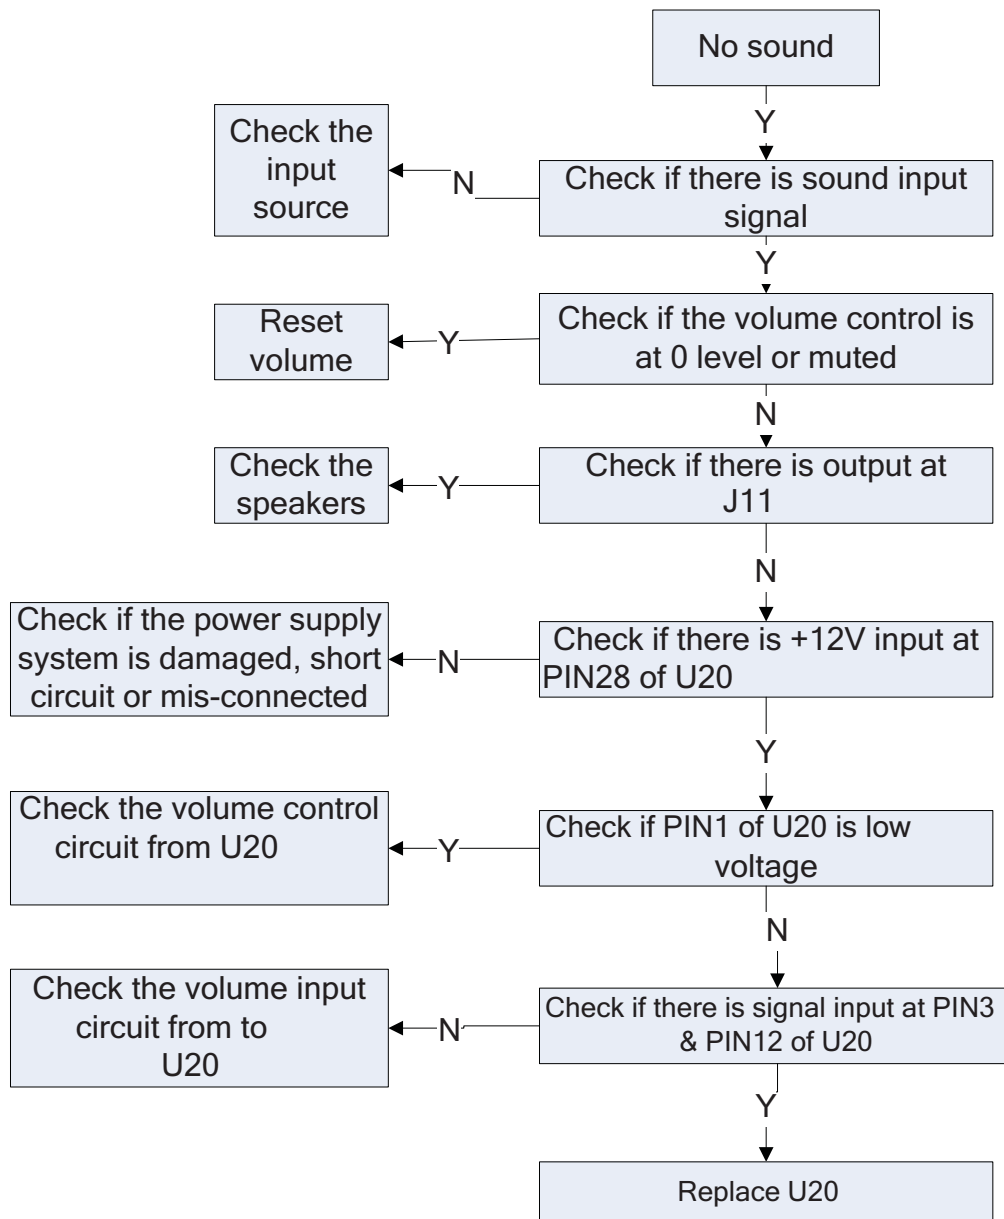 No sound
Y
Check the
input
source
N
Check if there is sound input
signal
Y
Reset
volume
Y
Check if the volume control is
at 0 level or muted
N
Check the
speakers
Y
Check if there is output at
J11
N
Check if the power supply
system is damaged, short
circuit or mis-connected
N
Check if there is +12V input at
PIN28 of U20
Y
Check the volume control
circuit from U20
Y
Check if PIN1 of U20 is low
voltage
N
Check the volume input
circuit from to
U20
N
Check if there is signal input at PIN3
& PIN12 of U20
Y
Replace U20